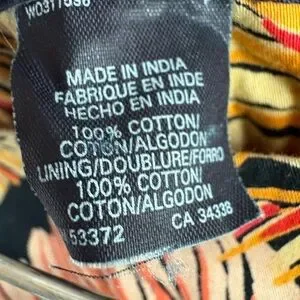 WO311596
MADE IN INDIA
FABRIQUE EN INDE
HECHO EN INDIA
100% COTTON/
COTON/ALGODON
LINING/DOUBLURE/FORRO
100% COTTON/
COTON/ALGODON
53372 CA 34338